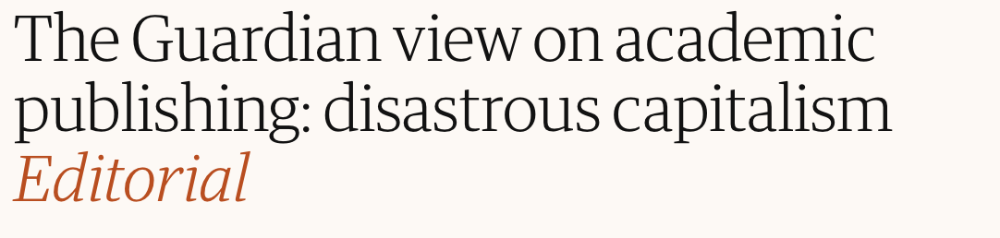 The Guardian view on academic
publishing: disastrous capitalism
Editorial